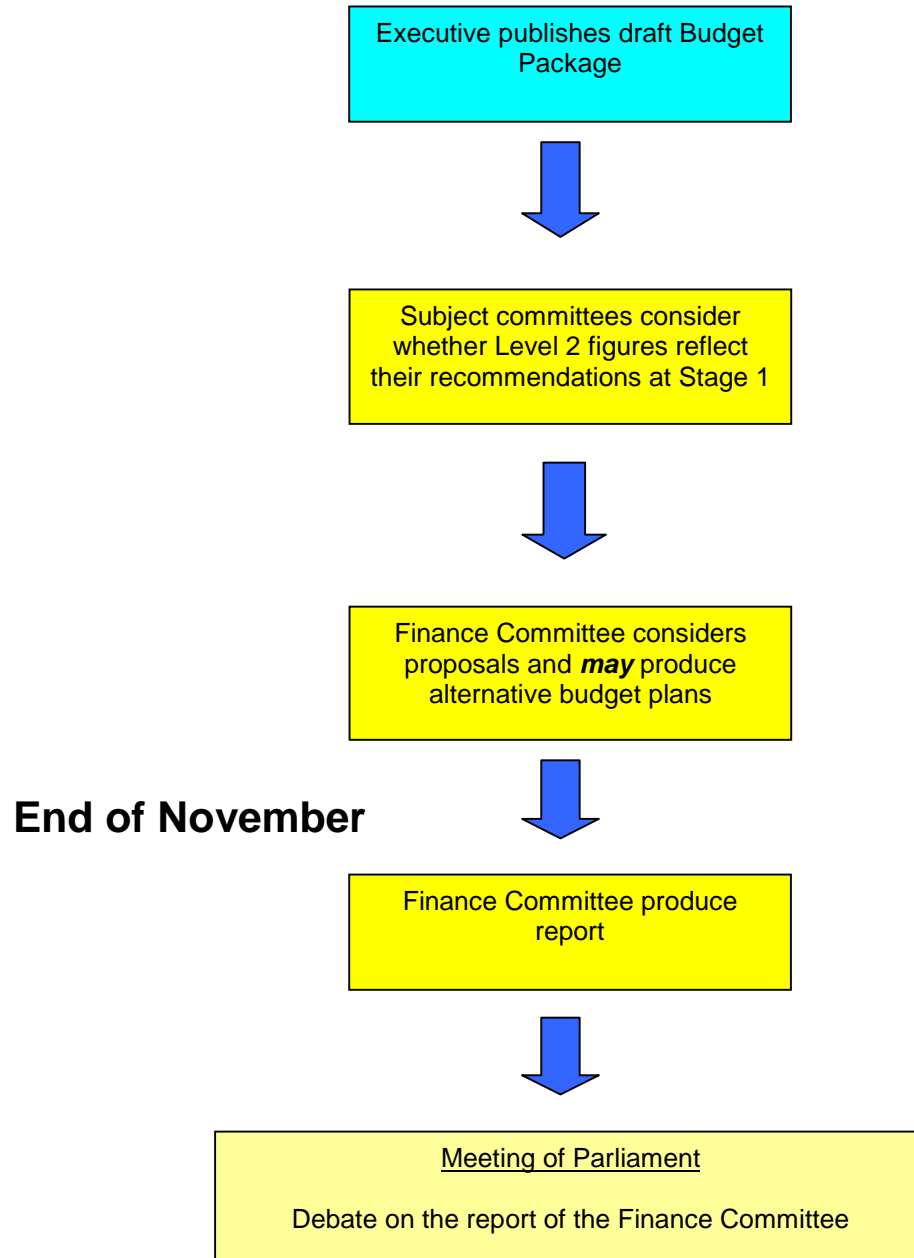 Executive publishes draft Budget
Package
Subject committees consider
whether Level 2 figures reflect
their recommendations at Stage 1
Finance Committee considers
proposals and may produce
alternative budget plans
End of November
Finance Committee produce
report
Meeting of Parliament
Debate on the report of the Finance Committee